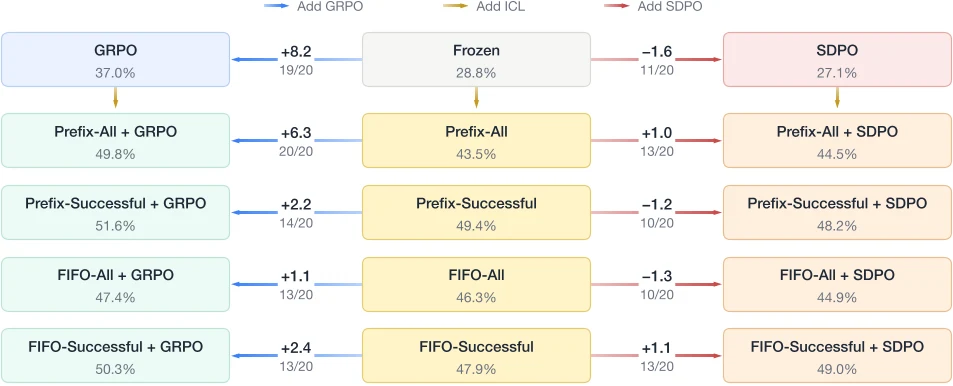 Add GRPO
Add ICL
Add SDPO
GRPO
37.0%
+8.2
19/20
Frozen
28.8%
−1.6
11/20
SDPO
27.1%
Prefix-All + GRPO
49.8%
+6.3
20/20
Prefix-All
43.5%
+1.0
13/20
Prefix-All + SDPO
44.5%
Prefix-Successful + GRPO
51.6%
+2.2
14/20
Prefix-Successful
49.4%
−1.2
10/20
Prefix-Successful + SDPO
48.2%
FIFO-All + GRPO
47.4%
+1.1
13/20
FIFO-All
46.3%
−1.3
10/20
FIFO-All + SDPO
44.9%
FIFO-Successful + GRPO
50.3%
+2.4
13/20
FIFO-Successful
47.9%
+1.1
13/20
FIFO-Successful + SDPO
49.0%